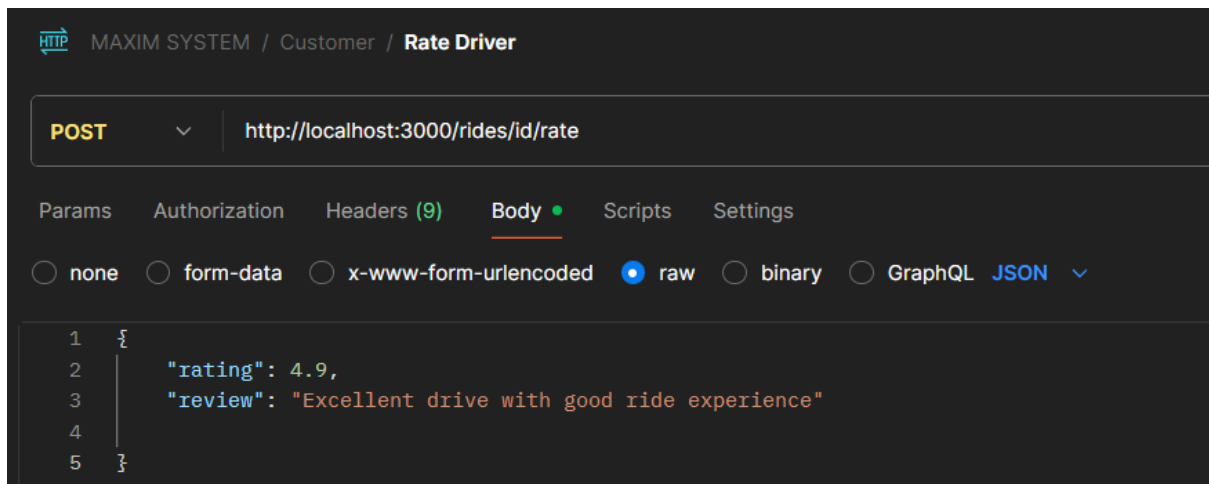 HTTP MAXIM SYSTEM / Customer / Rate Driver
POST http://localhost:3000/rides/id/rate
Params Authorization Headers (9) Body Scripts Settings
none form-data x-www-form-urlencoded raw binary GraphQL JSON
1 {
2 "rating": 4.9,
3 "review": "Excellent drive with good ride experience"
4
5 }